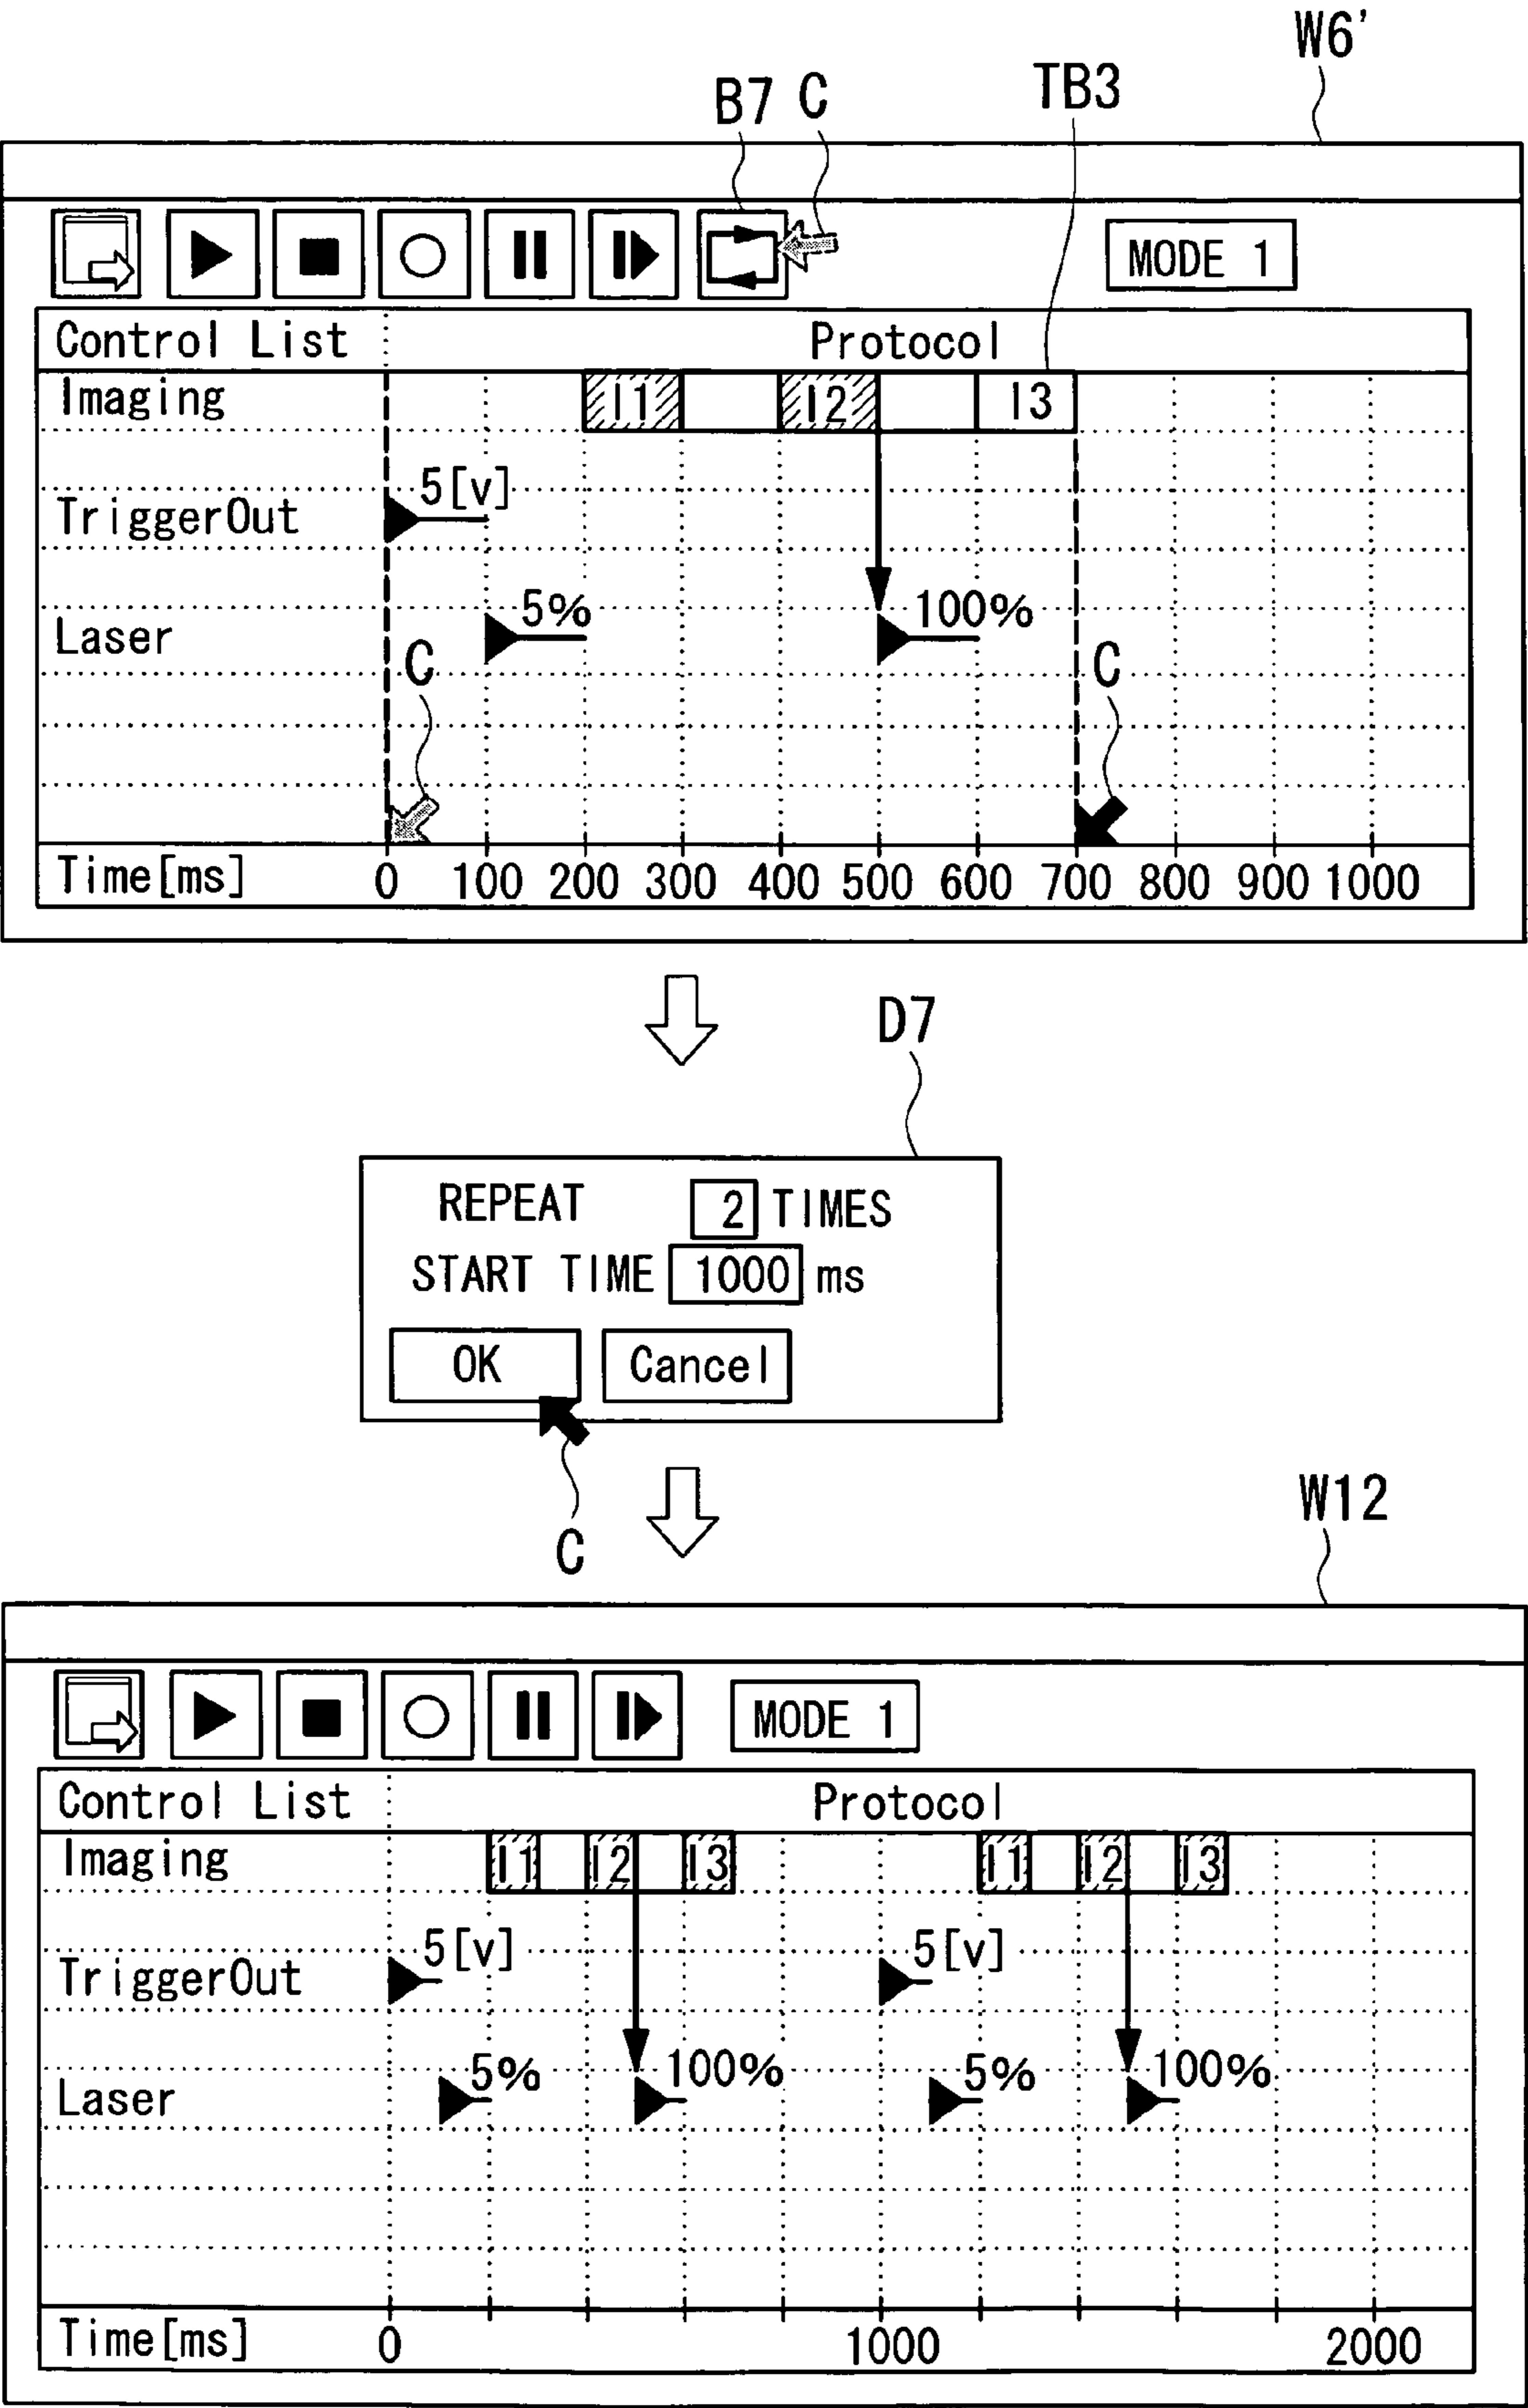 W6'
B7 C TB3
MODE 1
Control List Protocol
Imaging I1 I2 I3
5[v]
TriggerOut
5% 100%
Laser
C C
Time[ms] 0 100 200 300 400 500 600 700 800 900 1000
D7
REPEAT 2 TIMES
START TIME 1000 ms
OK Cancel
C
W12
MODE 1
Control List Protocol
Imaging I1 I2 I3 I1 I2 I3
5[v] 5[v]
TriggerOut
5% 100% 5% 100%
Laser
Time[ms] 0 1000 2000